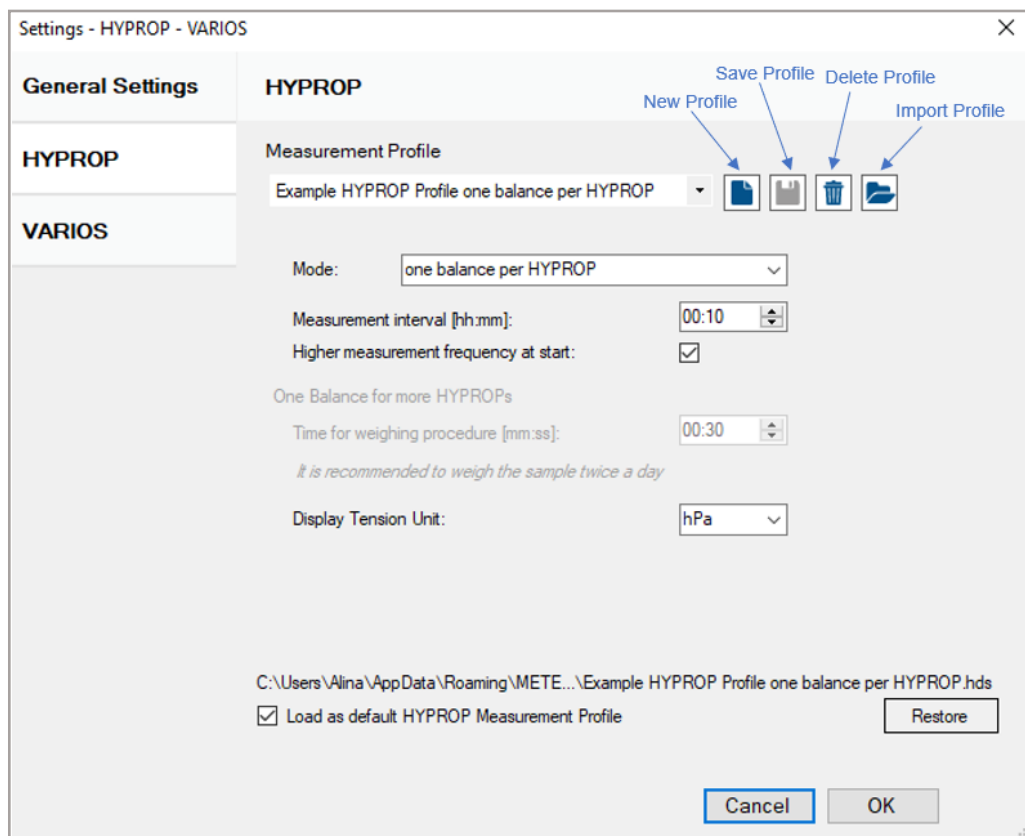 Settings - HYPROP - VARIOS
General Settings
HYPROP
VARIOS
HYPROP
New Profile
Save Profile
Delete Profile
Import Profile
Measurement Profile
Example HYPROP Profile one balance per HYPROP
Mode: one balance per HYPROP
Measurement interval [hh:mm]: 00:10
Higher measurement frequency at start:
One Balance for more HYPROPs
Time for weighing procedure [mm:ss]: 00:30
It is recommended to weigh the sample twice a day
Display Tension Unit: hPa
C:\Users\Alina\AppData\Roaming\METE...\Example HYPROP Profile one balance per HYPROP.hds
Load as default HYPROP Measurement Profile
Restore
Cancel
OK